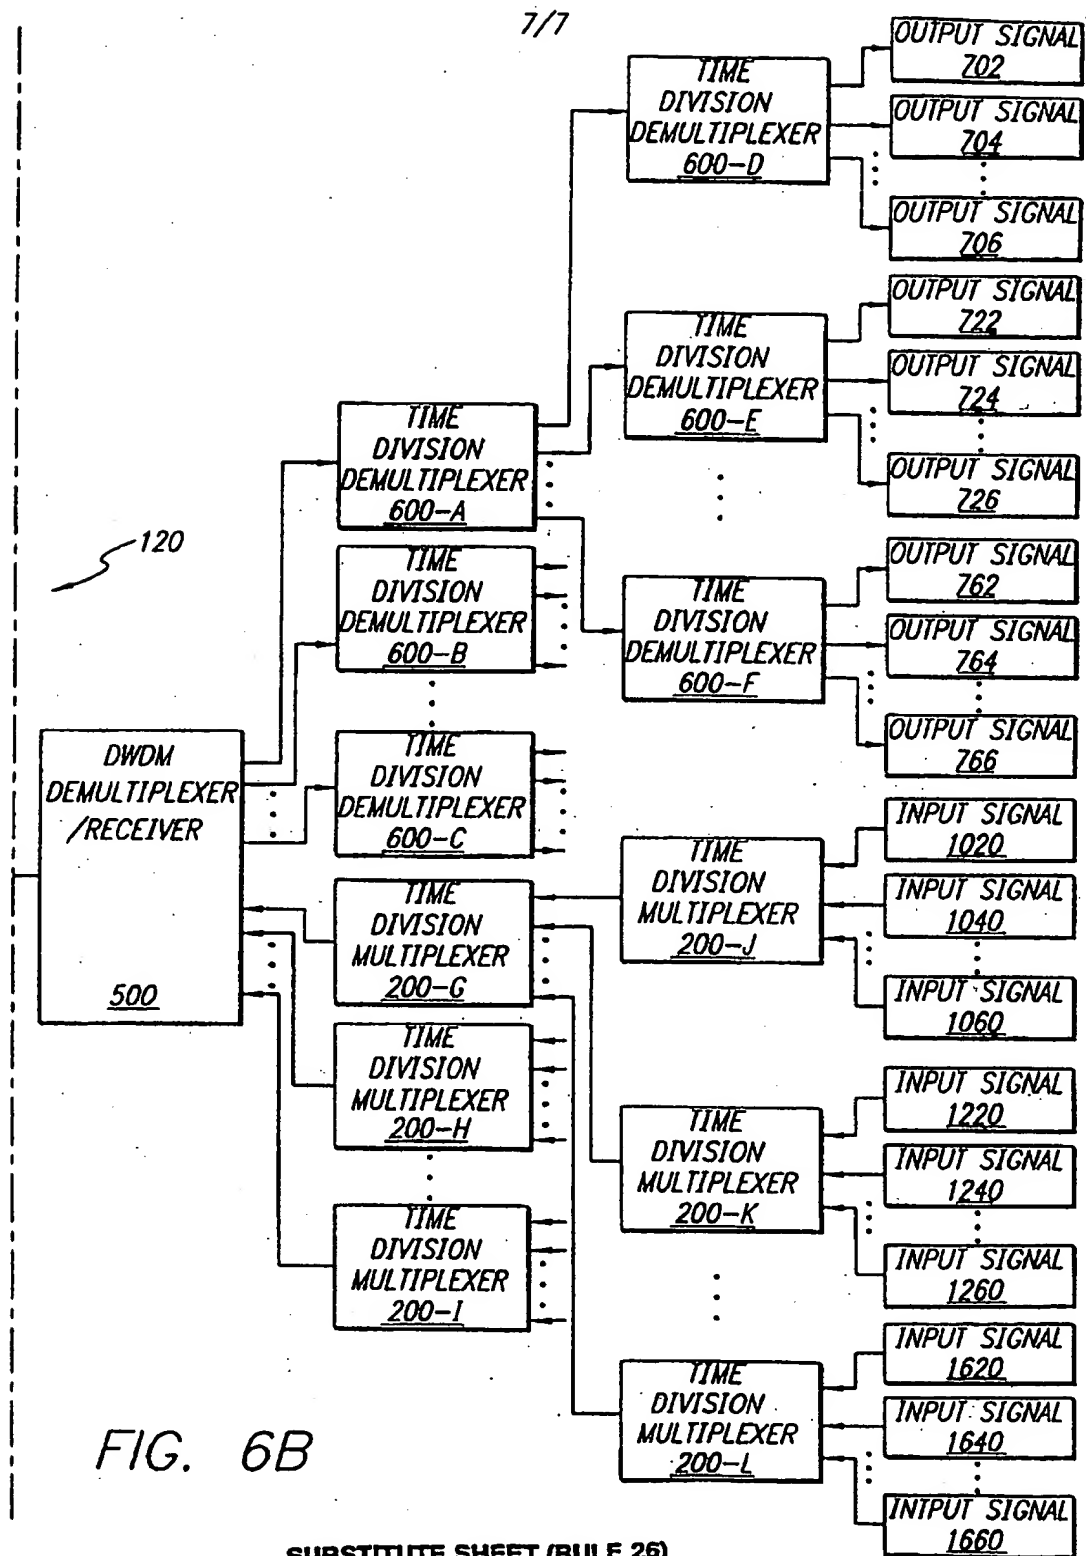 7/7
OUTPUT SIGNAL
702
TIME
DIVISION
DEMULTIPLEXER
600-D
OUTPUT SIGNAL
704
OUTPUT SIGNAL
706
OUTPUT SIGNAL
722
TIME
DIVISION
DEMULTIPLEXER
600-E
OUTPUT SIGNAL
724
OUTPUT SIGNAL
726
TIME
DIVISION
DEMULTIPLEXER
600-A
120
TIME
DIVISION
DEMULTIPLEXER
600-B
OUTPUT SIGNAL
762
TIME
DIVISION
DEMULTIPLEXER
600-F
OUTPUT SIGNAL
764
OUTPUT SIGNAL
766
DWDM
DEMULTIPLEXER
/RECEIVER
500
TIME
DIVISION
DEMULTIPLEXER
600-C
INPUT SIGNAL
1020
TIME
DIVISION
MULTIPLEXER
200-J
INPUT SIGNAL
1040
INPUT SIGNAL
1060
TIME
DIVISION
MULTIPLEXER
200-G
TIME
DIVISION
MULTIPLEXER
200-H
INPUT SIGNAL
1220
TIME
DIVISION
MULTIPLEXER
200-K
INPUT SIGNAL
1240
INPUT SIGNAL
1260
TIME
DIVISION
MULTIPLEXER
200-I
INPUT SIGNAL
1620
TIME
DIVISION
MULTIPLEXER
200-L
INPUT SIGNAL
1640
INTPUT SIGNAL
1660
FIG. 6B
SUBSTITUTE SHEET (RULE 26)